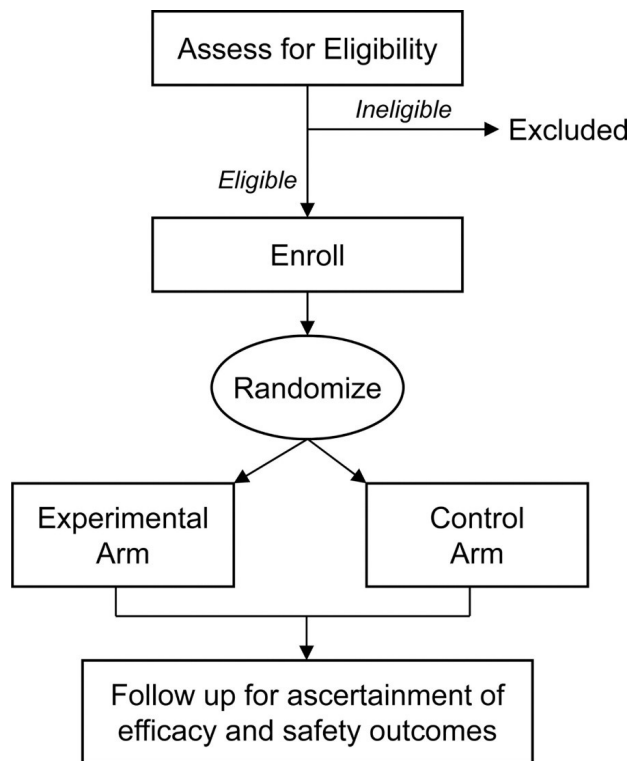 Assess for Eligibility
Ineligible
Excluded
Eligible
Enroll
Randomize
Experimental
Arm
Control
Arm
Follow up for ascertainment of
efficacy and safety outcomes